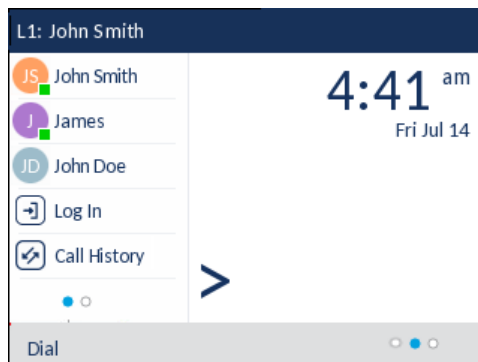 L1: John Smith
JS John Smith
J James
JD John Doe
Log In
Call History
4:41 am
Fri Jul 14
>
Dial